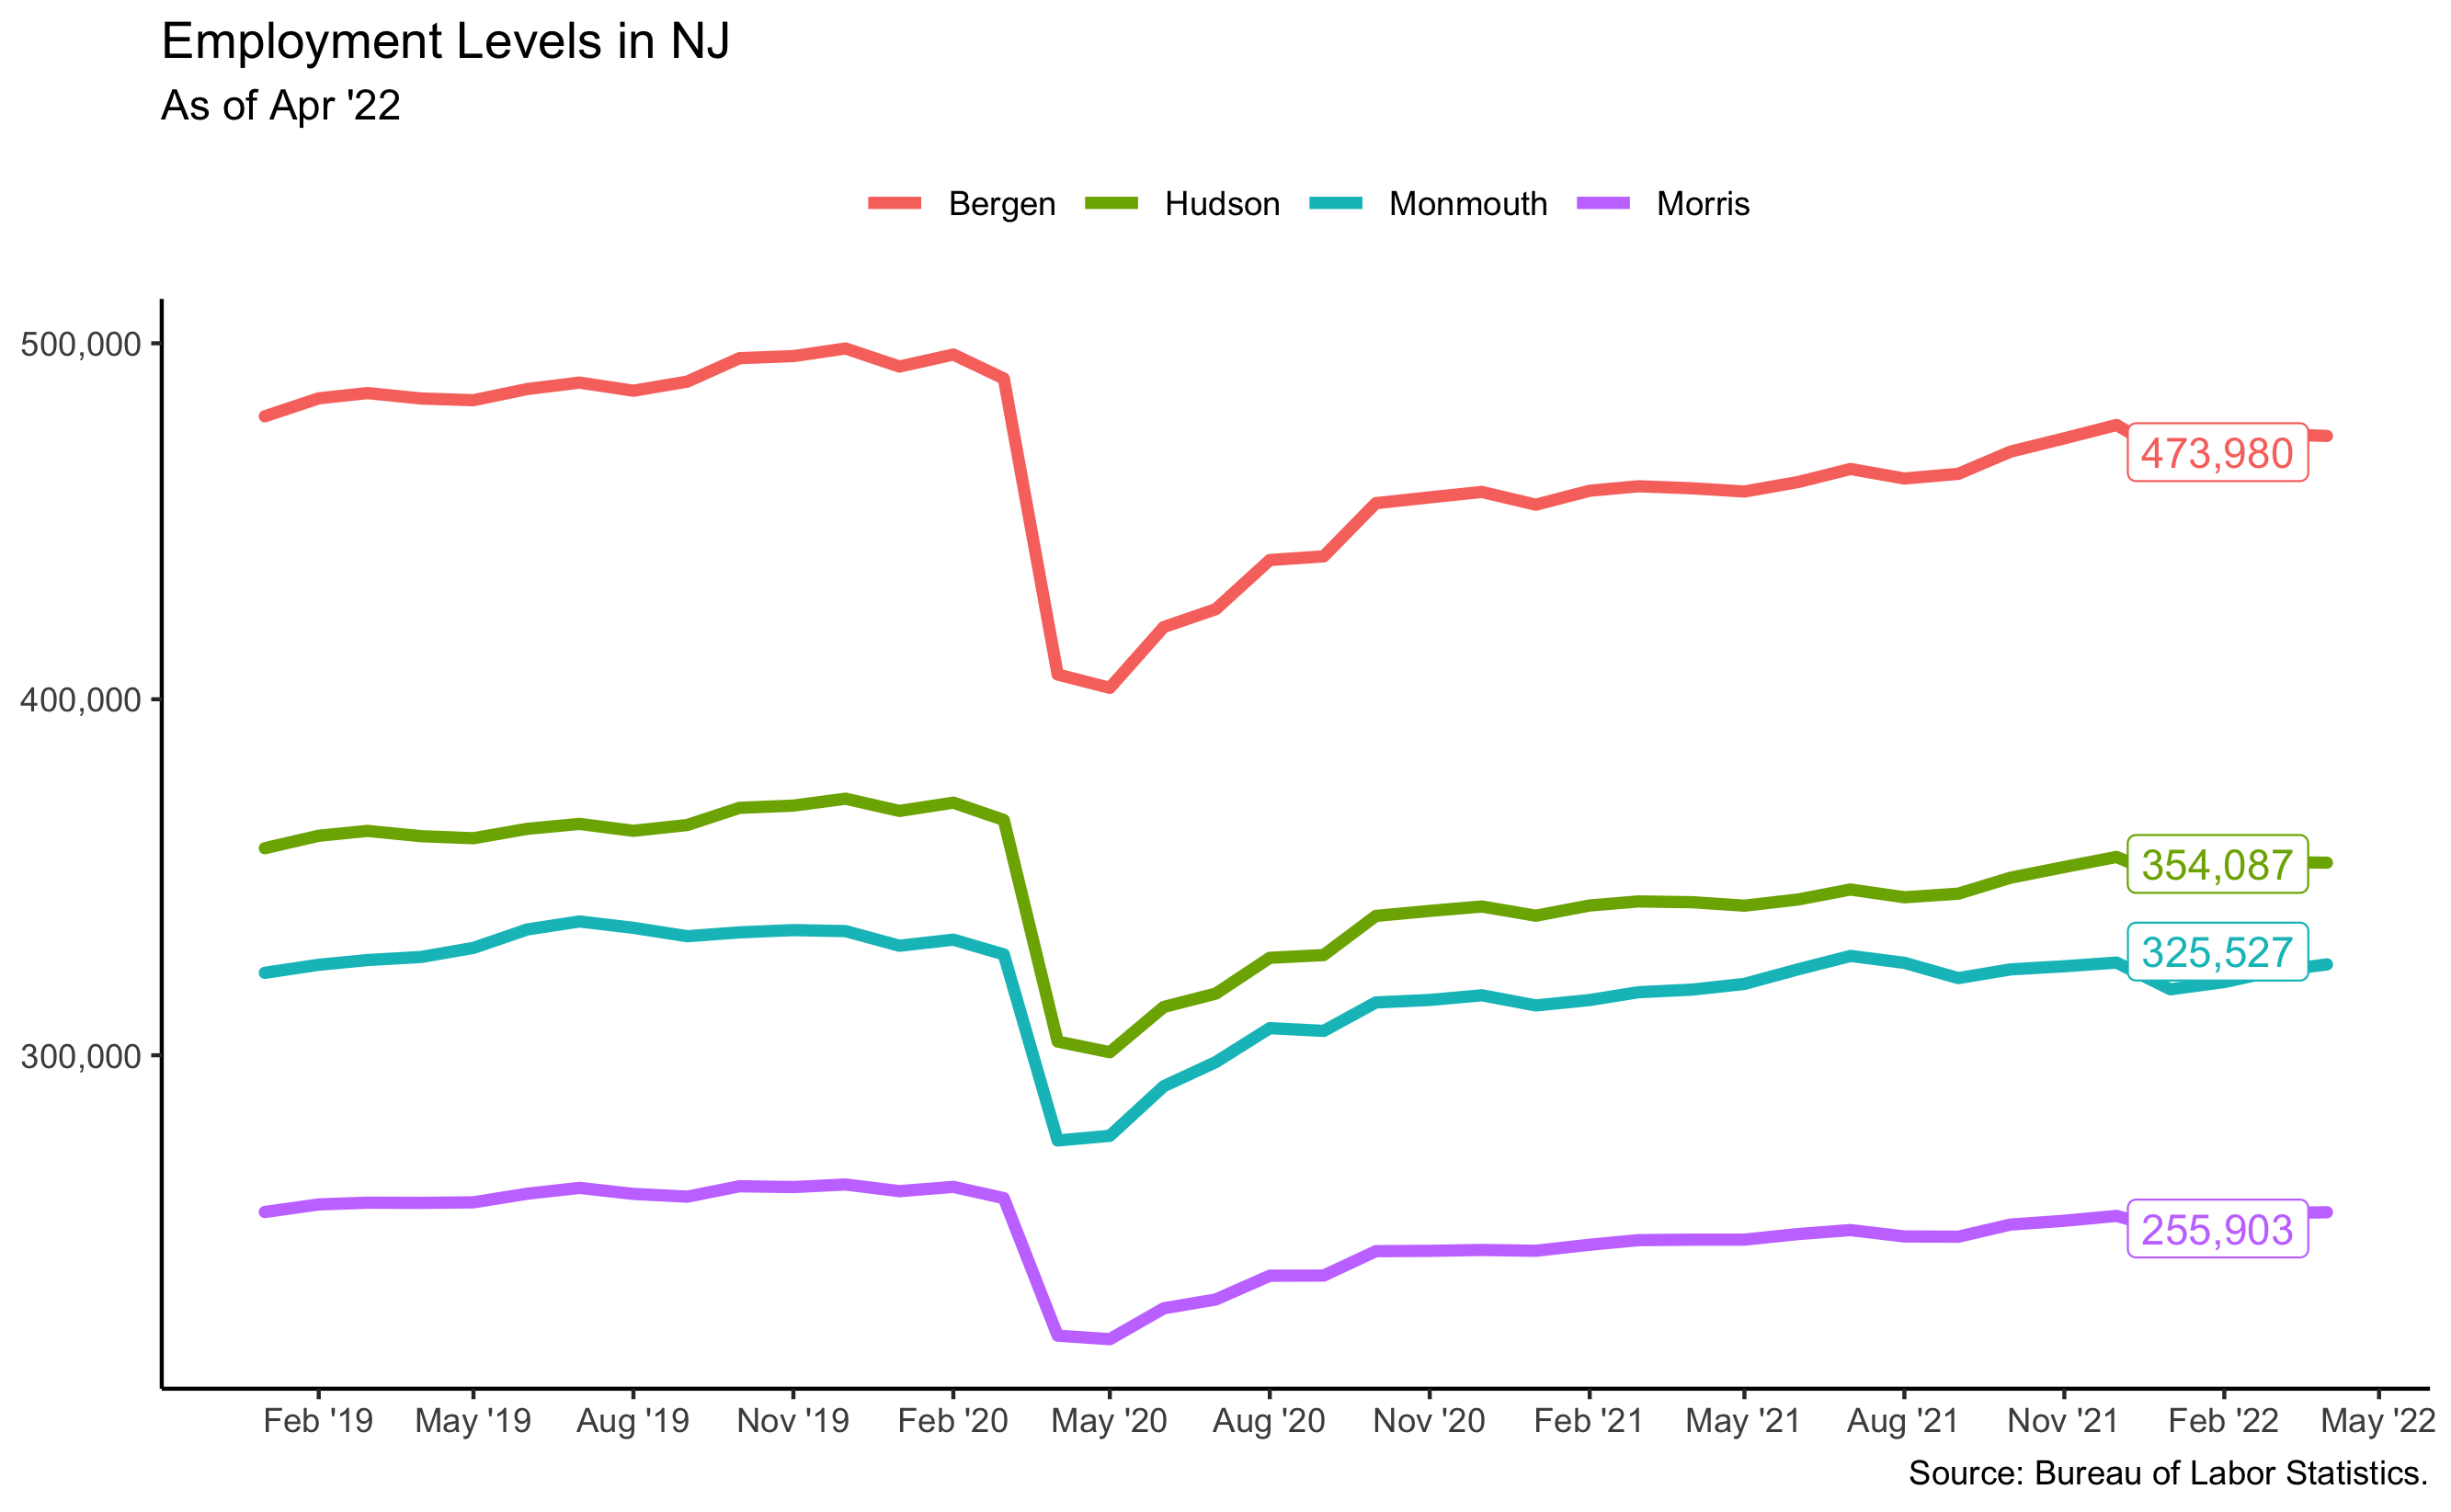 Employment Levels in NJ
As of Apr '22
Bergen Hudson Monmouth Morris
500,000
400,000
300,000
473,980
354,087
325,527
255,903
Feb '19 May '19 Aug '19 Nov '19 Feb '20 May '20 Aug '20 Nov '20 Feb '21 May '21 Aug '21 Nov '21 Feb '22 May '22
Source: Bureau of Labor Statistics.